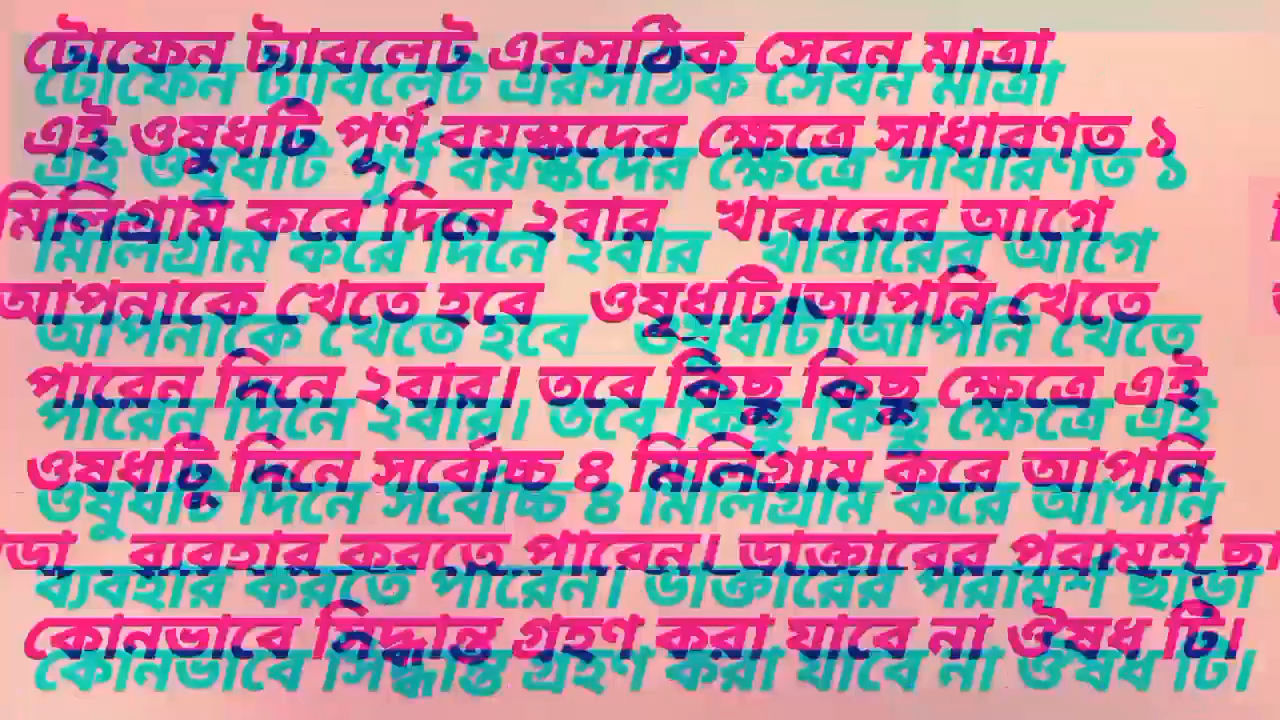 টোফেন ট্যাবলেট এরসঠিক সেবন মাত্রা
এই ওষুধটি পূর্ণ বয়স্কদের ক্ষেত্রে সাধারণত ১
মিলিগ্রাম করে দিনে ২বার খাবারের আগে
আপনাকে খেতে হবে ওষুধটি।আপনি খেতে
পারেন দিনে ২বার। তবে কিছু কিছু ক্ষেত্রে এই
ওষুধটি দিনে সর্বোচ্চ ৪ মিলিগ্রাম করে আপনি
ব্যবহার করতে পারেন। ডাক্তারের পরামর্শ ছাড়া
কোনভাবে সিদ্ধান্ত গ্রহণ করা যাবে না ঔষধ টি।